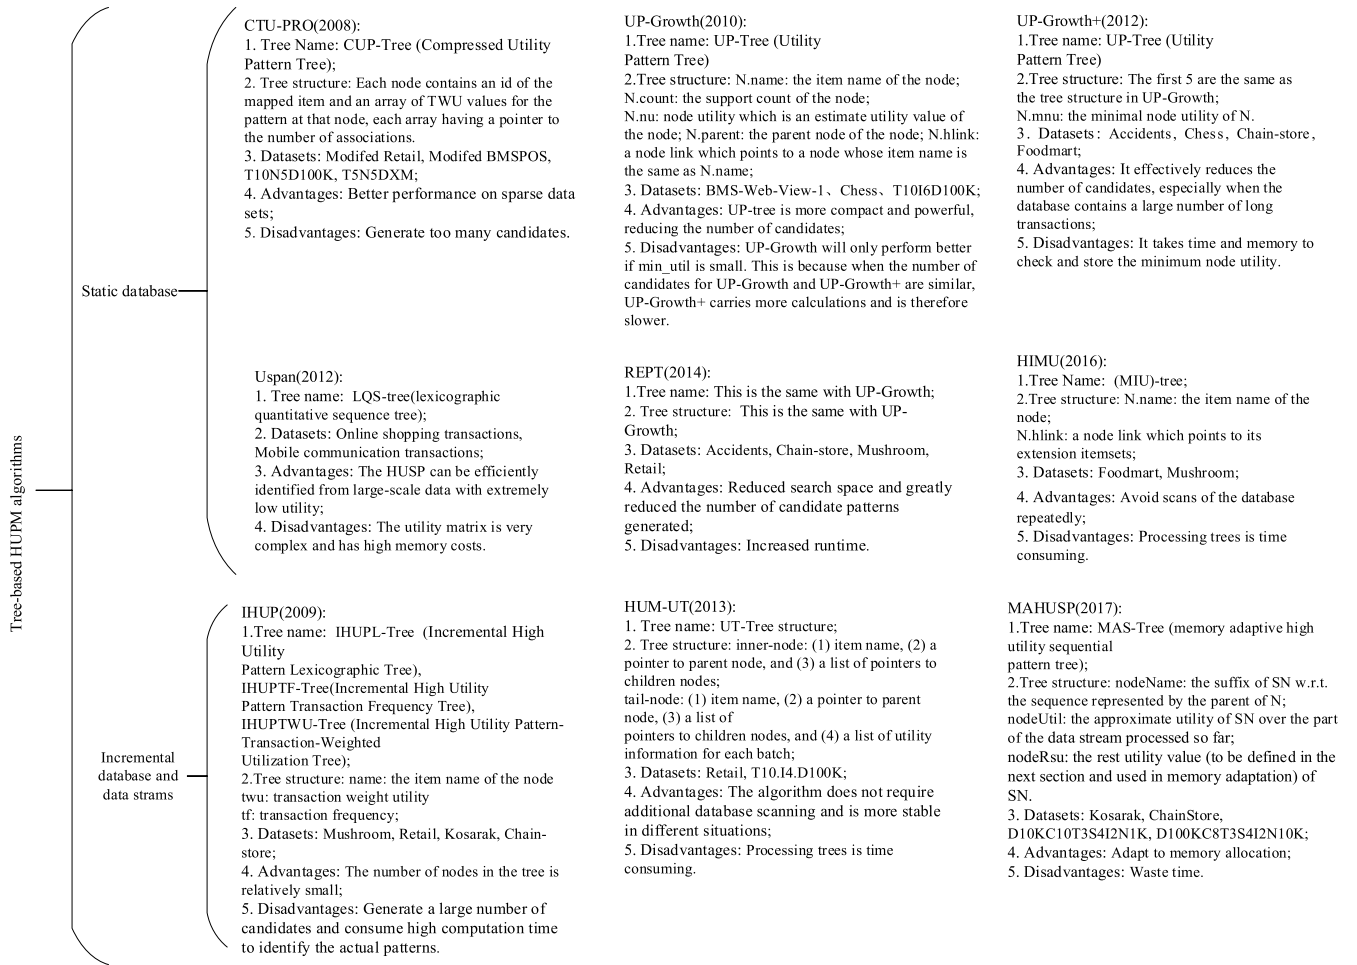 Tree-based HUPM algorithms
Static database
CTU-PRO(2008):
1. Tree Name: CUP-Tree (Compressed Utility
Pattern Tree);
2. Tree structure: Each node contains an id of the
mapped item and an array of TWU values for the
pattern at that node, each array having a pointer to
the number of associations.
3. Datasets: Modifed Retail, Modifed BMSPOS,
T10N5D100K, T5N5DXM;
4. Advantages: Better performance on sparse data
sets;
5. Disadvantages: Generate too many candidates.
UP-Growth(2010):
1.Tree name: UP-Tree (Utility
Pattern Tree)
2.Tree structure: N.name: the item name of the node;
N.count: the support count of the node;
N.nu: node utility which is an estimate utility value of
the node; N.parent: the parent node of the node; N.hlink:
a node link which points to a node whose item name is
the same as N.name;
3. Datasets: BMS-Web-View-1、Chess、T10I6D100K;
4. Advantages: UP-tree is more compact and powerful,
reducing the number of candidates;
5. Disadvantages: UP-Growth will only perform better
if min_util is small. This is because when the number of
candidates for UP-Growth and UP-Growth+ are similar,
UP-Growth+ carries more calculations and is therefore
slower.
UP-Growth+(2012):
1.Tree name: UP-Tree (Utility
Pattern Tree)
2.Tree structure: The first 5 are the same as
the tree structure in UP-Growth;
N.mnu: the minimal node utility of N.
3. Datasets: Accidents, Chess, Chain-store,
Foodmart;
4. Advantages: It effectively reduces the
number of candidates, especially when the
database contains a large number of long
transactions;
5. Disadvantages: It takes time and memory to
check and store the minimum node utility.
Uspan(2012):
1. Tree name: LQS-tree(lexicographic
quantitative sequence tree);
2. Datasets: Online shopping transactions,
Mobile communication transactions;
3. Advantages: The HUSP can be efficiently
identified from large-scale data with extremely
low utility;
4. Disadvantages: The utility matrix is very
complex and has high memory costs.
REPT(2014):
1.Tree name: This is the same with UP-Growth;
2. Tree structure: This is the same with UP-
Growth;
3. Datasets: Accidents, Chain-store, Mushroom,
Retail;
4. Advantages: Reduced search space and greatly
reduced the number of candidate patterns
generated;
5. Disadvantages: Increased runtime.
HIMU(2016):
1.Tree Name: (MIU)-tree;
2.Tree structure: N.name: the item name of the
node;
N.hlink: a node link which points to its
extension itemsets;
3. Datasets: Foodmart, Mushroom;
4. Advantages: Avoid scans of the database
repeatedly;
5. Disadvantages: Processing trees is time
consuming.
Incremental
database and
data strams
IHUP(2009):
1.Tree name: IHUPL-Tree (Incremental High
Utility
Pattern Lexicographic Tree),
IHUPTF-Tree(Incremental High Utility
Pattern Transaction Frequency Tree),
IHUPTWU-Tree (Incremental High Utility Pattern-
Transaction-Weighted
Utilization Tree);
2.Tree structure: name: the item name of the node
twu: transaction weight utility
tf: transaction frequency;
3. Datasets: Mushroom, Retail, Kosarak, Chain-
store;
4. Advantages: The number of nodes in the tree is
relatively small;
5. Disadvantages: Generate a large number of
candidates and consume high computation time
to identify the actual patterns.
HUM-UT(2013):
1. Tree name: UT-Tree structure;
2. Tree structure: inner-node: (1) item name, (2) a
pointer to parent node, and (3) a list of pointers to
children nodes;
tail-node: (1) item name, (2) a pointer to parent
node, (3) a list of
pointers to children nodes, and (4) a list of utility
information for each batch;
3. Datasets: Retail, T10.I4.D100K;
4. Advantages: The algorithm does not require
additional database scanning and is more stable
in different situations;
5. Disadvantages: Processing trees is time
consuming.
MAHUSP(2017):
1.Tree name: MAS-Tree (memory adaptive high
utility sequential
pattern tree);
2.Tree structure: nodeName: the suffix of SN w.r.t.
the sequence represented by the parent of N;
nodeUtil: the approximate utility of SN over the part
of the data stream processed so far;
nodeRsu: the rest utility value (to be defined in the
next section and used in memory adaptation) of
SN.
3. Datasets: Kosarak, ChainStore,
D10KC10T3S4I2N1K, D100KC8T3S4I2N10K;
4. Advantages: Adapt to memory allocation;
5. Disadvantages: Waste time.